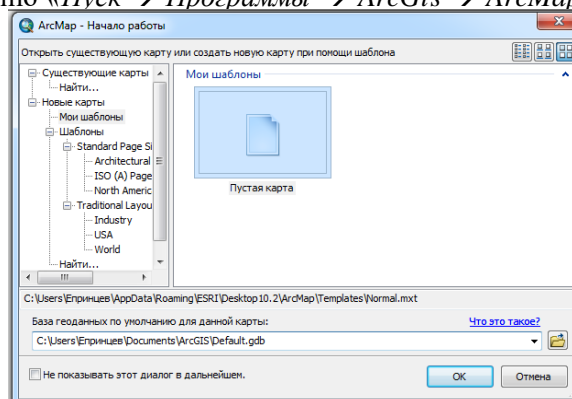 «Пуск → Программы → ArcGis → ArcMap
ArcMap - Начало работы
Открыть существующую карту или создать новую карту при помощи шаблона
Существующие карты
Найти...
Новые карты
Мои шаблоны
Шаблоны
Standard Page Si
Architectural
ISO (A) Page
North Americ
Traditional Layou
Industry
USA
World
Найти...
Мои шаблоны
Пустая карта
C:\Users\Епринцев\AppData\Roaming\ESRI\Desktop10.2\ArcMap\Templates\Normal.mxt
База геоданных по умолчанию для данной карты:
Что это такое?
C:\Users\Епринцев\Documents\ArcGIS\Default.gdb
Не показывать этот диалог в дальнейшем.
OK
Отмена